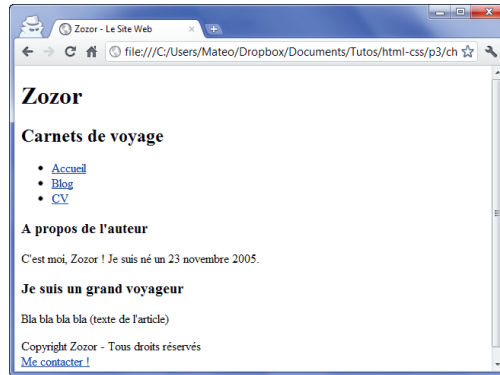 Zozor - Le Site Web
file:///C:/Users/Mateo/Dropbox/Documents/Tutos/html-css/p3/ch
Zozor
Carnets de voyage
Accueil
Blog
CV
A propos de l'auteur
C'est moi, Zozor ! Je suis né un 23 novembre 2005.
Je suis un grand voyageur
Bla bla bla bla (texte de l'article)
Copyright Zozor - Tous droits réservés
Me contacter !